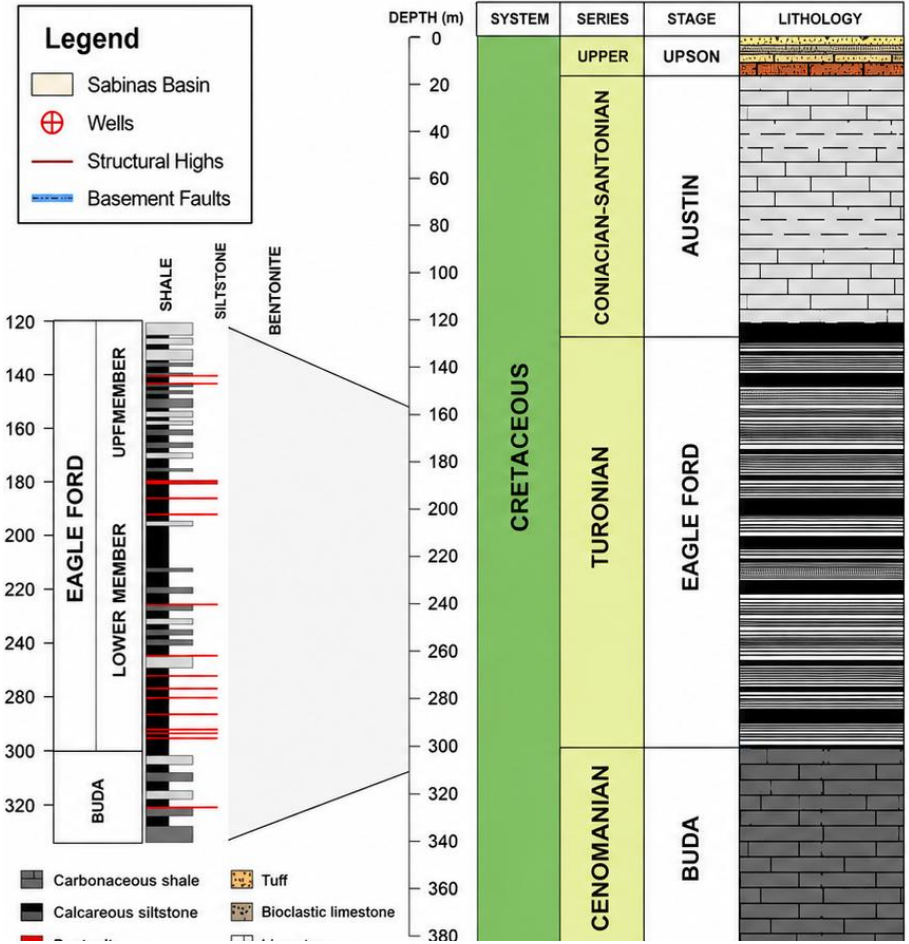 Legend
Sabinas Basin
Wells
Structural Highs
Basement Faults
DEPTH (m)
0
20
40
60
80
100
120
140
160
180
200
220
240
260
280
300
320
340
360
380
SYSTEM
SERIES
STAGE
LITHOLOGY
CRETACEOUS
UPPER
UPSON
CONIACIAN-SANTONIAN
AUSTIN
TURONIAN
EAGLE FORD
CENOMANIAN
BUDA
SHALE
SILTSTONE
BENTONITE
120
140
160
180
200
220
240
280
300
320
EAGLE FORD
UPFMEMBER
LOWER MEMBER
BUDA
Carbonaceous shale
Tuff
Calcareous siltstone
Bioclastic limestone